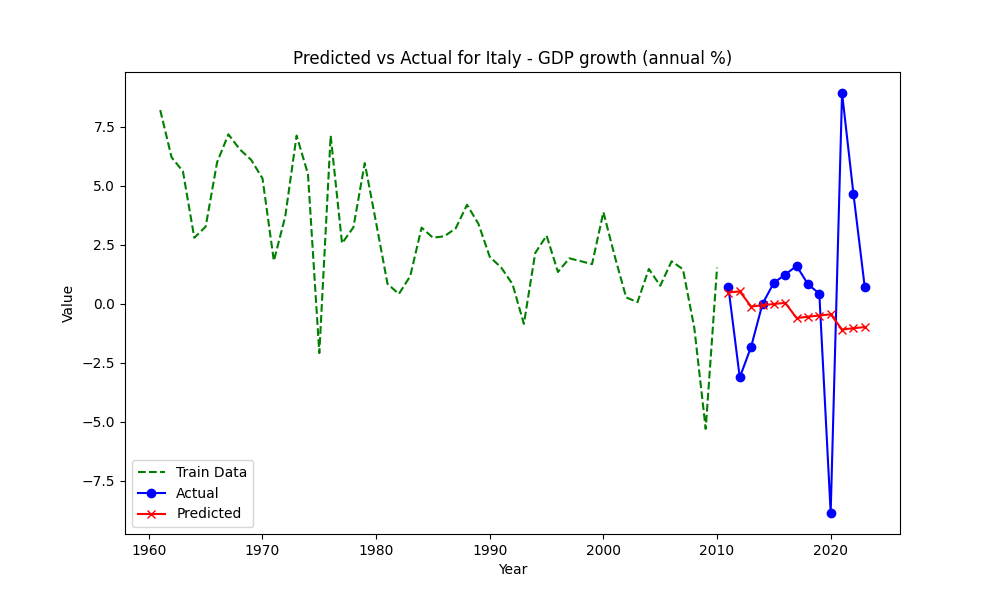 Predicted vs Actual for Italy - GDP growth (annual %)
Value
7.5
5.0
2.5
0.0
−2.5
−5.0
−7.5
Train Data
Actual
Predicted
1960 1970 1980 1990 2000 2010 2020
Year